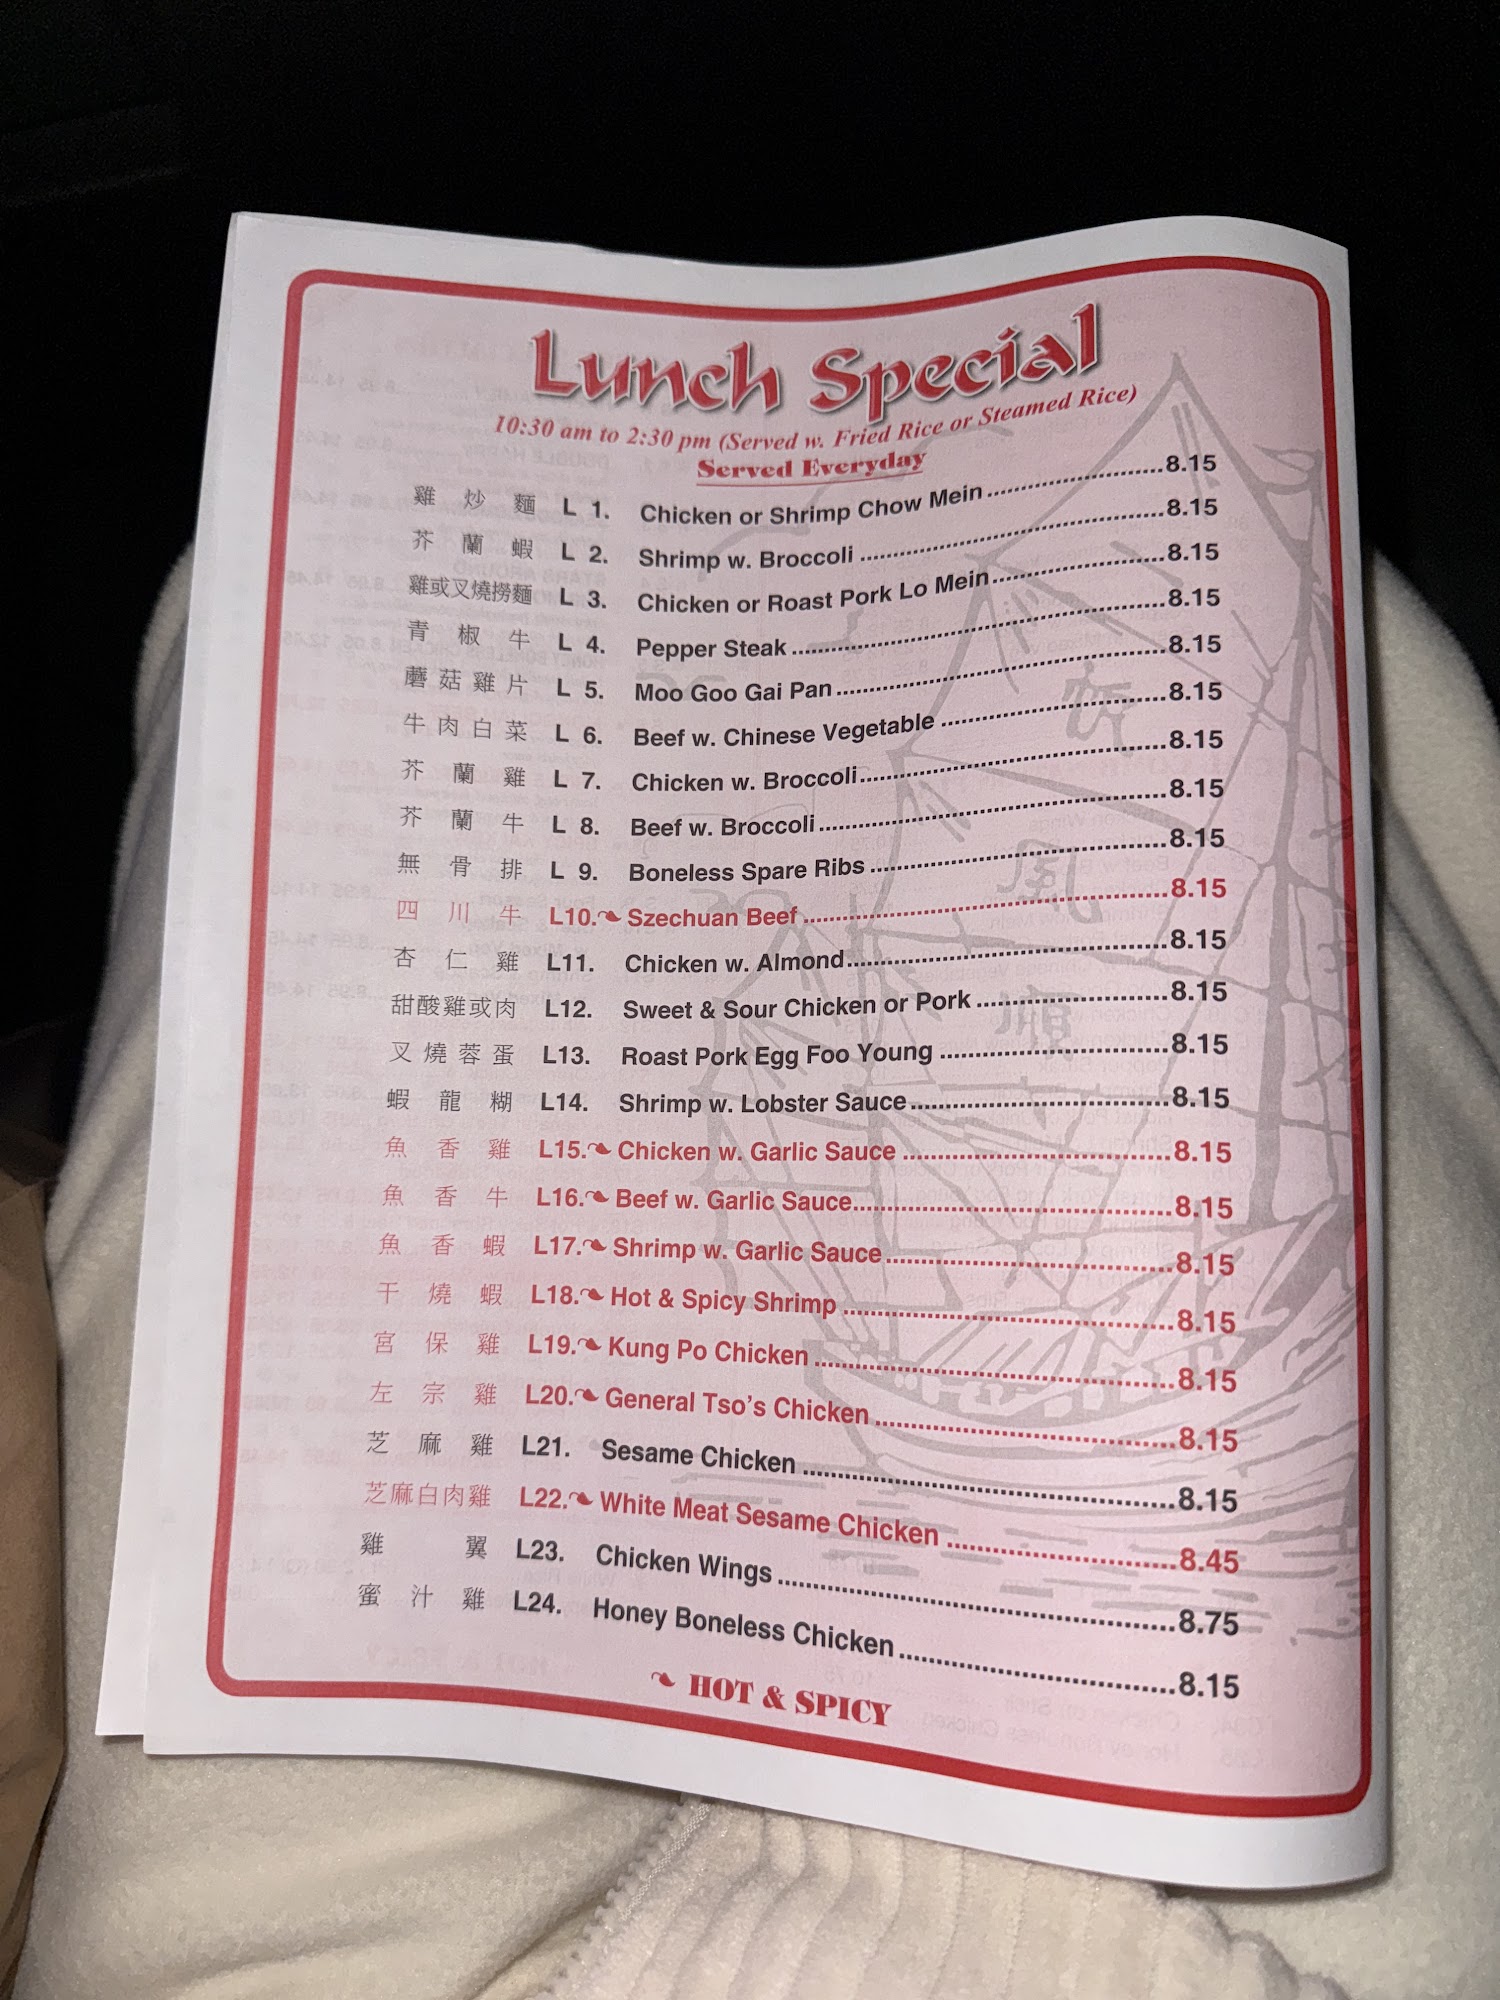 Lunch Special
10:30 am to 2:30 pm (Served w. Fried Rice or Steamed Rice)
Served Everyday
雞炒麵 L 1. Chicken or Shrimp Chow Mein 8.15
芥蘭蝦 L 2. Shrimp w. Broccoli 8.15
雞或叉燒撈麵 L 3. Chicken or Roast Pork Lo Mein 8.15
青椒牛 L 4. Pepper Steak 8.15
蘑菇雞片 L 5. Moo Goo Gai Pan 8.15
牛肉白菜 L 6. Beef w. Chinese Vegetable 8.15
芥蘭雞 L 7. Chicken w. Broccoli 8.15
芥蘭牛 L 8. Beef w. Broccoli 8.15
無骨排 L 9. Boneless Spare Ribs 8.15
四川牛 L10. Szechuan Beef 8.15
杏仁雞 L11. Chicken w. Almond 8.15
甜酸雞或肉 L12. Sweet & Sour Chicken or Pork 8.15
叉燒蓉蛋 L13. Roast Pork Egg Foo Young 8.15
蝦龍糊 L14. Shrimp w. Lobster Sauce 8.15
魚香雞 L15. Chicken w. Garlic Sauce 8.15
魚香牛 L16. Beef w. Garlic Sauce 8.15
魚香蝦 L17. Shrimp w. Garlic Sauce 8.15
干燒蝦 L18. Hot & Spicy Shrimp 8.15
宮保雞 L19. Kung Po Chicken 8.15
左宗雞 L20. General Tso's Chicken 8.15
芝麻雞 L21. Sesame Chicken 8.15
芝麻白肉雞 L22. White Meat Sesame Chicken 8.45
雞翼 L23. Chicken Wings 8.75
蜜汁雞 L24. Honey Boneless Chicken 8.15
HOT & SPICY